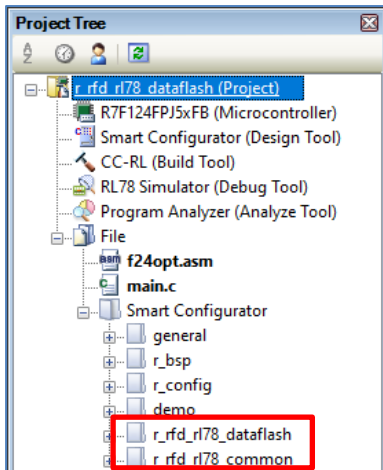 Project Tree
r_rfd_rl78_dataflash (Project)
R7F124FPJ5xFB (Microcontroller)
Smart Configurator (Design Tool)
CC-RL (Build Tool)
RL78 Simulator (Debug Tool)
Program Analyzer (Analyze Tool)
File
f24opt.asm
main.c
Smart Configurator
general
r_bsp
r_config
demo
r_rfd_rl78_dataflash
r_rfd_rl78_common